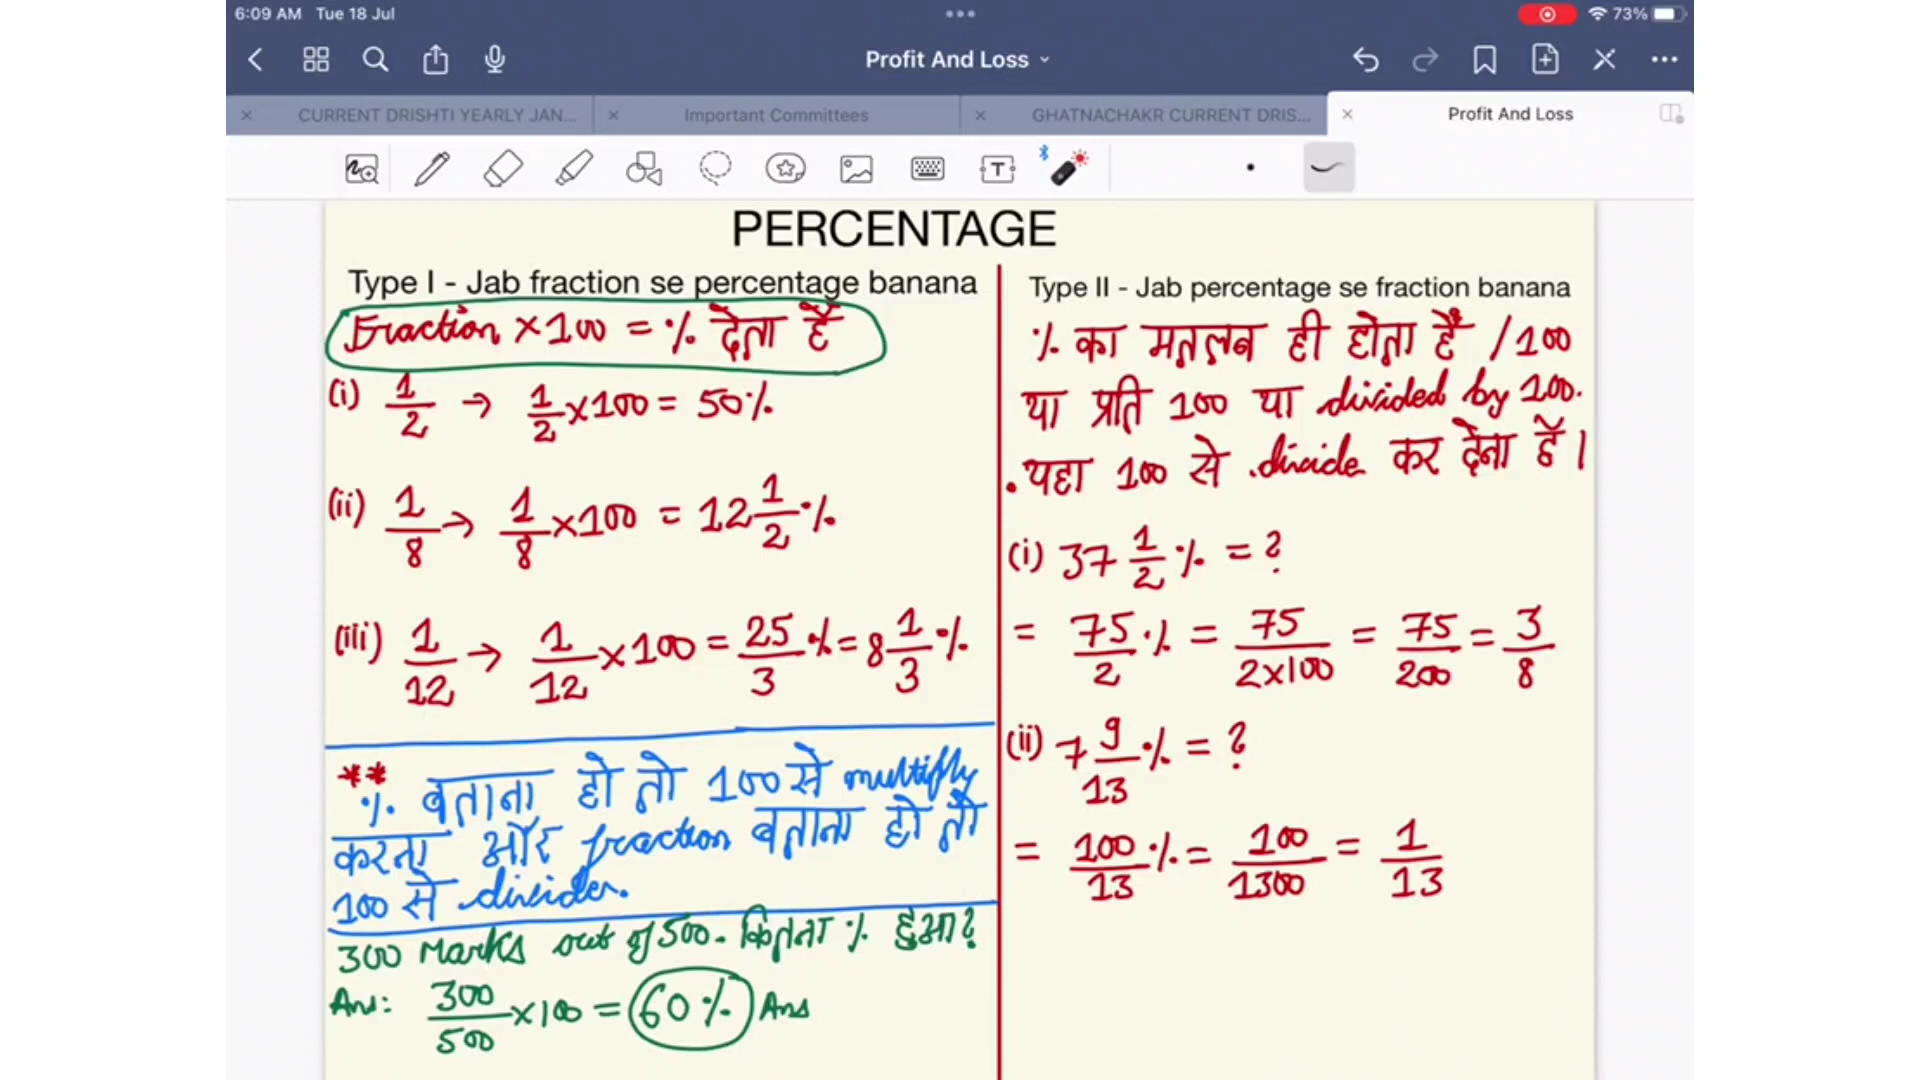 6:09 AM Tue 18 Jul
73%
Profit And Loss
CURRENT DRISHTI YEARLY JAN...
Important Committees
GHATNACHAKR CURRENT DRIS...
Profit And Loss
PERCENTAGE
Type I - Jab fraction se percentage banana
Fraction × 100 = % देता है
(i) 1/2 → 1/2 × 100 = 50%
(ii) 1/8 → 1/8 × 100 = 12 1/2 %
(iii) 1/12 → 1/12 × 100 = 25/3 % = 8 1/3 %
** % बताना हो तो 100 से multiply
करना और fraction बताना हो तो
100 से divider.
300 Marks out of 500. कितना % हुआ?
Ans: 300/500 × 100 = 60% Ans
Type II - Jab percentage se fraction banana
% का मतलब ही होता है /100
या प्रति 100 या divided by 100.
. यहा 100 से divide कर देना है।
(i) 37 1/2 % = ?
= 75/2 % = 75/2×100 = 75/200 = 3/8
(ii) 7 9/13 % = ?
= 100/13 % = 100/1300 = 1/13